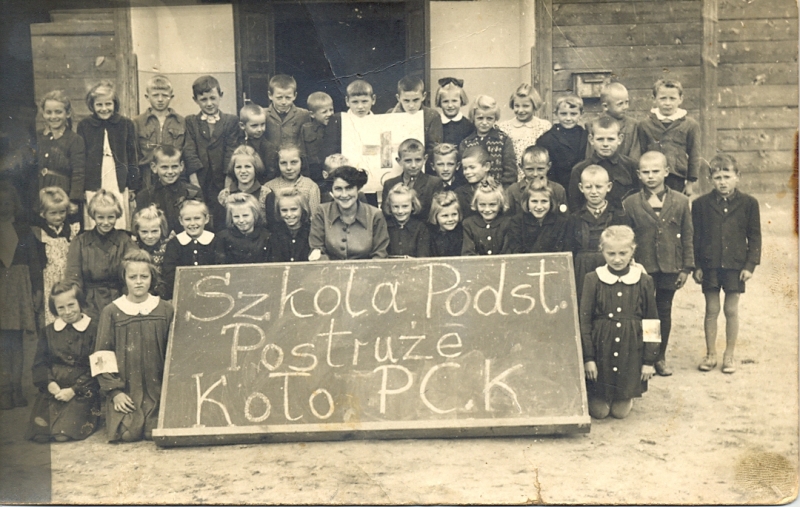 Szkoła Podst.
Postruże
Koło P.C.K